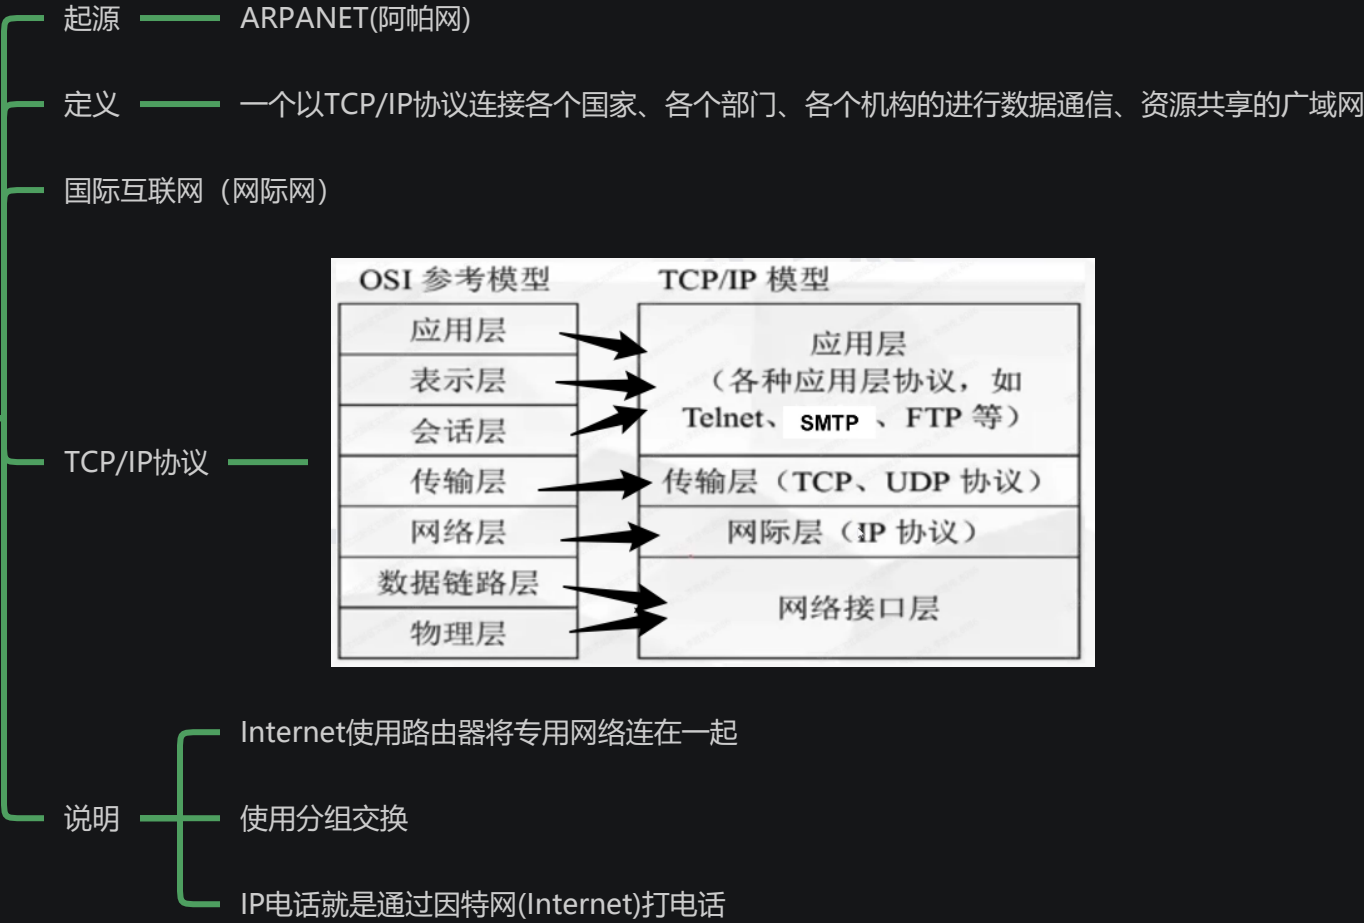 起源
ARPANET(阿帕网)
定义
一个以TCP/IP协议连接各个国家、各个部门、各个机构的进行数据通信、资源共享的广域网
国际互联网（网际网）
TCP/IP协议
OSI 参考模型
应用层
表示层
会话层
传输层
网络层
数据链路层
物理层
TCP/IP 模型
应用层
（各种应用层协议，如
Telnet、SMTP、FTP 等）
传输层（TCP、UDP 协议）
网际层（IP 协议）
网络接口层
说明
Internet使用路由器将专用网络连在一起
使用分组交换
IP电话就是通过因特网(Internet)打电话